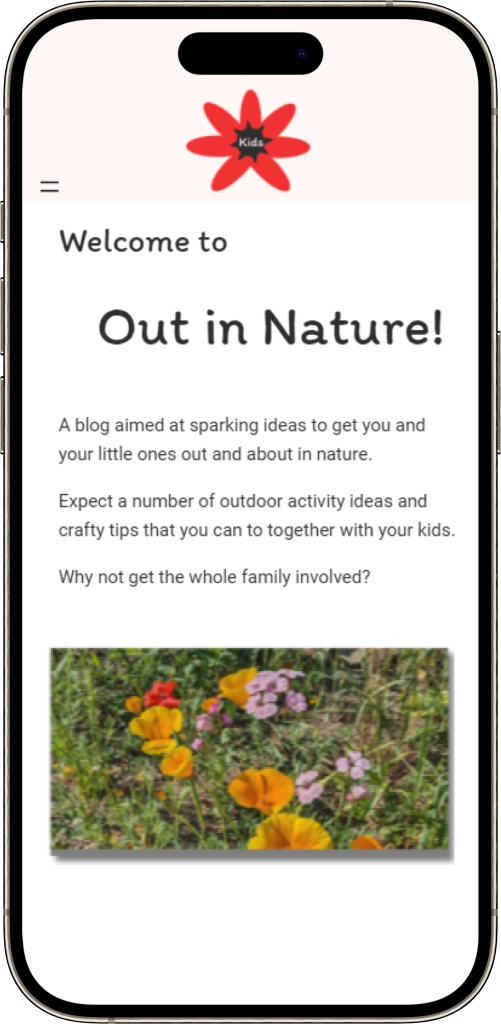 Kids
Welcome to
Out in Nature!
A blog aimed at sparking ideas to get you and
your little ones out and about in nature.
Expect a number of outdoor activity ideas and
crafty tips that you can to together with your kids.
Why not get the whole family involved?